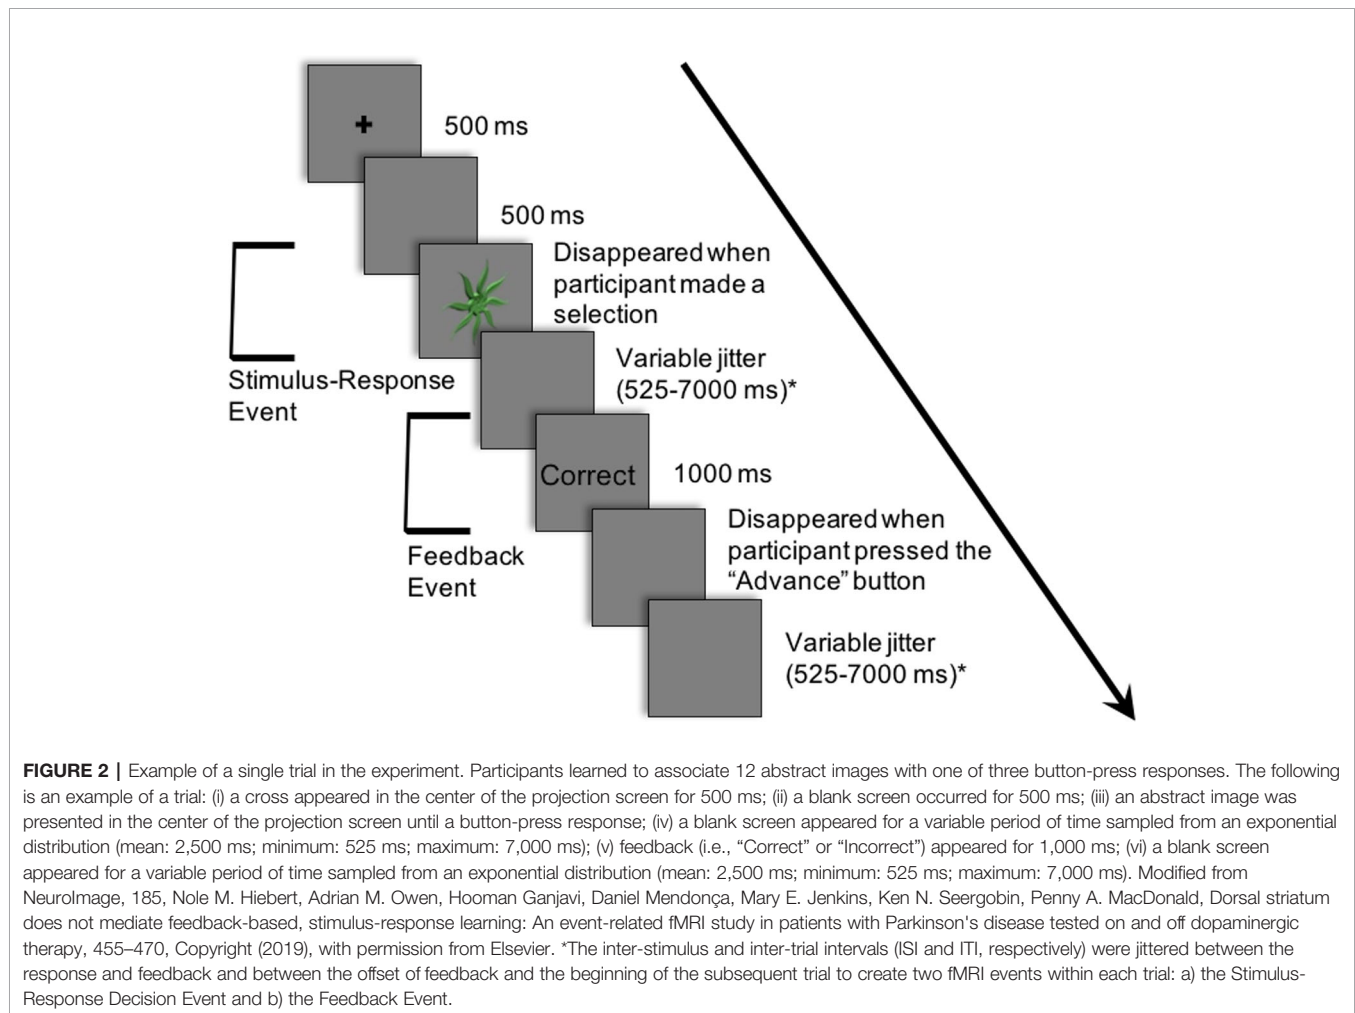 +
500 ms
500 ms
Disappeared when
participant made a
selection
Stimulus-Response
Event
Variable jitter
(525-7000 ms)*
Correct
1000 ms
Feedback
Event
Disappeared when
participant pressed the
“Advance” button
Variable jitter
(525-7000 ms)*
FIGURE 2 | Example of a single trial in the experiment. Participants learned to associate 12 abstract images with one of three button-press responses. The following
is an example of a trial: (i) a cross appeared in the center of the projection screen for 500 ms; (ii) a blank screen occurred for 500 ms; (iii) an abstract image was
presented in the center of the projection screen until a button-press response; (iv) a blank screen appeared for a variable period of time sampled from an exponential
distribution (mean: 2,500 ms; minimum: 525 ms; maximum: 7,000 ms); (v) feedback (i.e., “Correct” or “Incorrect”) appeared for 1,000 ms; (vi) a blank screen
appeared for a variable period of time sampled from an exponential distribution (mean: 2,500 ms; minimum: 525 ms; maximum: 7,000 ms). Modified from
NeuroImage, 185, Nole M. Hiebert, Adrian M. Owen, Hooman Ganjavi, Daniel Mendonça, Mary E. Jenkins, Ken N. Seergobin, Penny A. MacDonald, Dorsal striatum
does not mediate feedback-based, stimulus-response learning: An event-related fMRI study in patients with Parkinson's disease tested on and off dopaminergic
therapy, 455–470, Copyright (2019), with permission from Elsevier. *The inter-stimulus and inter-trial intervals (ISI and ITI, respectively) were jittered between the
response and feedback and between the offset of feedback and the beginning of the subsequent trial to create two fMRI events within each trial: a) the Stimulus-
Response Decision Event and b) the Feedback Event.